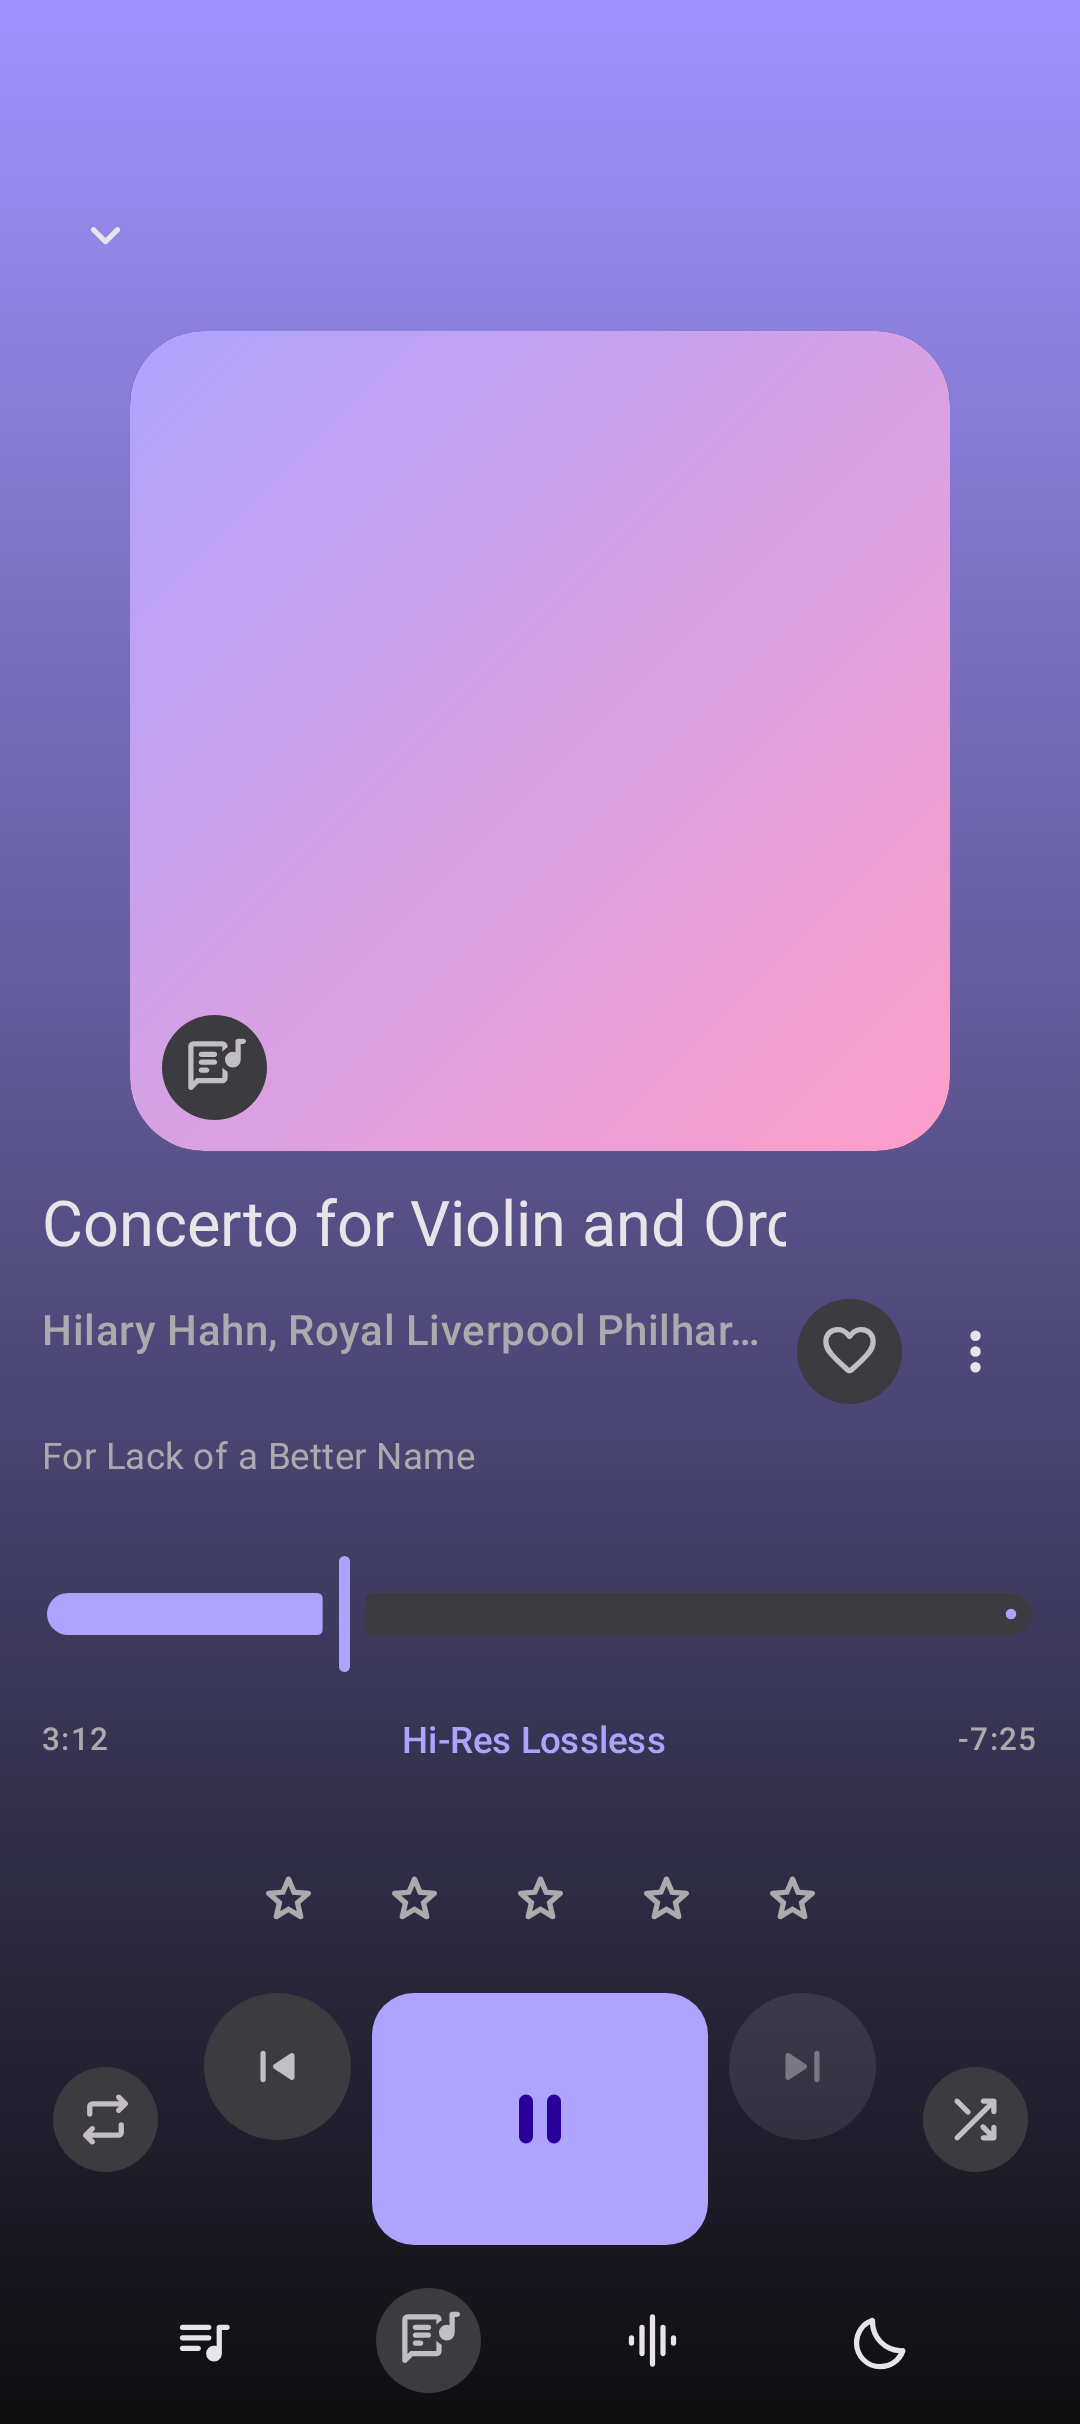 Concerto for Violin and Orc
Hilary Hahn, Royal Liverpool Philhar...
For Lack of a Better Name
3:12
Hi-Res Lossless
-7:25